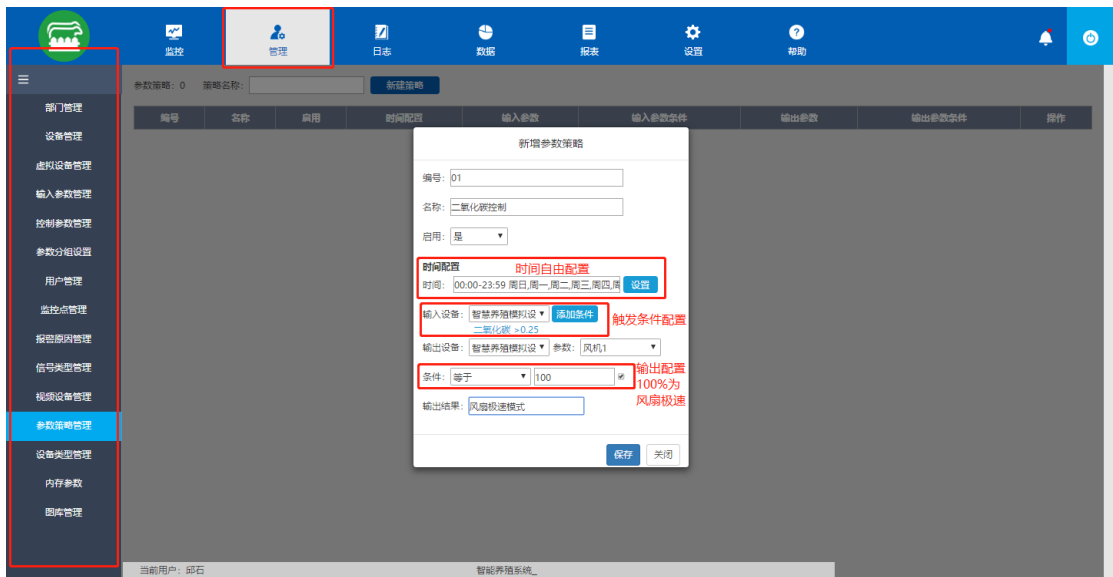 监控 管理 日志 数据 报表 设置 帮助
参数策略：0 策略名称： 新建策略
部门管理
设备管理
虚拟设备管理
输入参数管理
控制参数管理
参数分组设置
用户管理
监控点管理
报警原因管理
信号类型管理
视频设备管理
参数策略管理
设备类型管理
内存参数
图库管理
编号 名称 启用 时间配置 输入参数 输入参数条件 输出参数 输出参数条件 操作
新增参数策略
编号：01
名称：二氧化碳控制
启用：是
时间配置 时间自由配置
时间：00:00-23:59 周日,周一,周二,周三,周四,周 设置
输入设备：智慧养殖模拟设 添加条件
二氧化碳 >0.25
触发条件配置
输出设备：智慧养殖模拟设 参数：风机1
条件：等于 100
输出配置
100%为
风扇极速
输出结果：风扇极速模式
保存 关闭
当前用户：邱石 智能养殖系统_